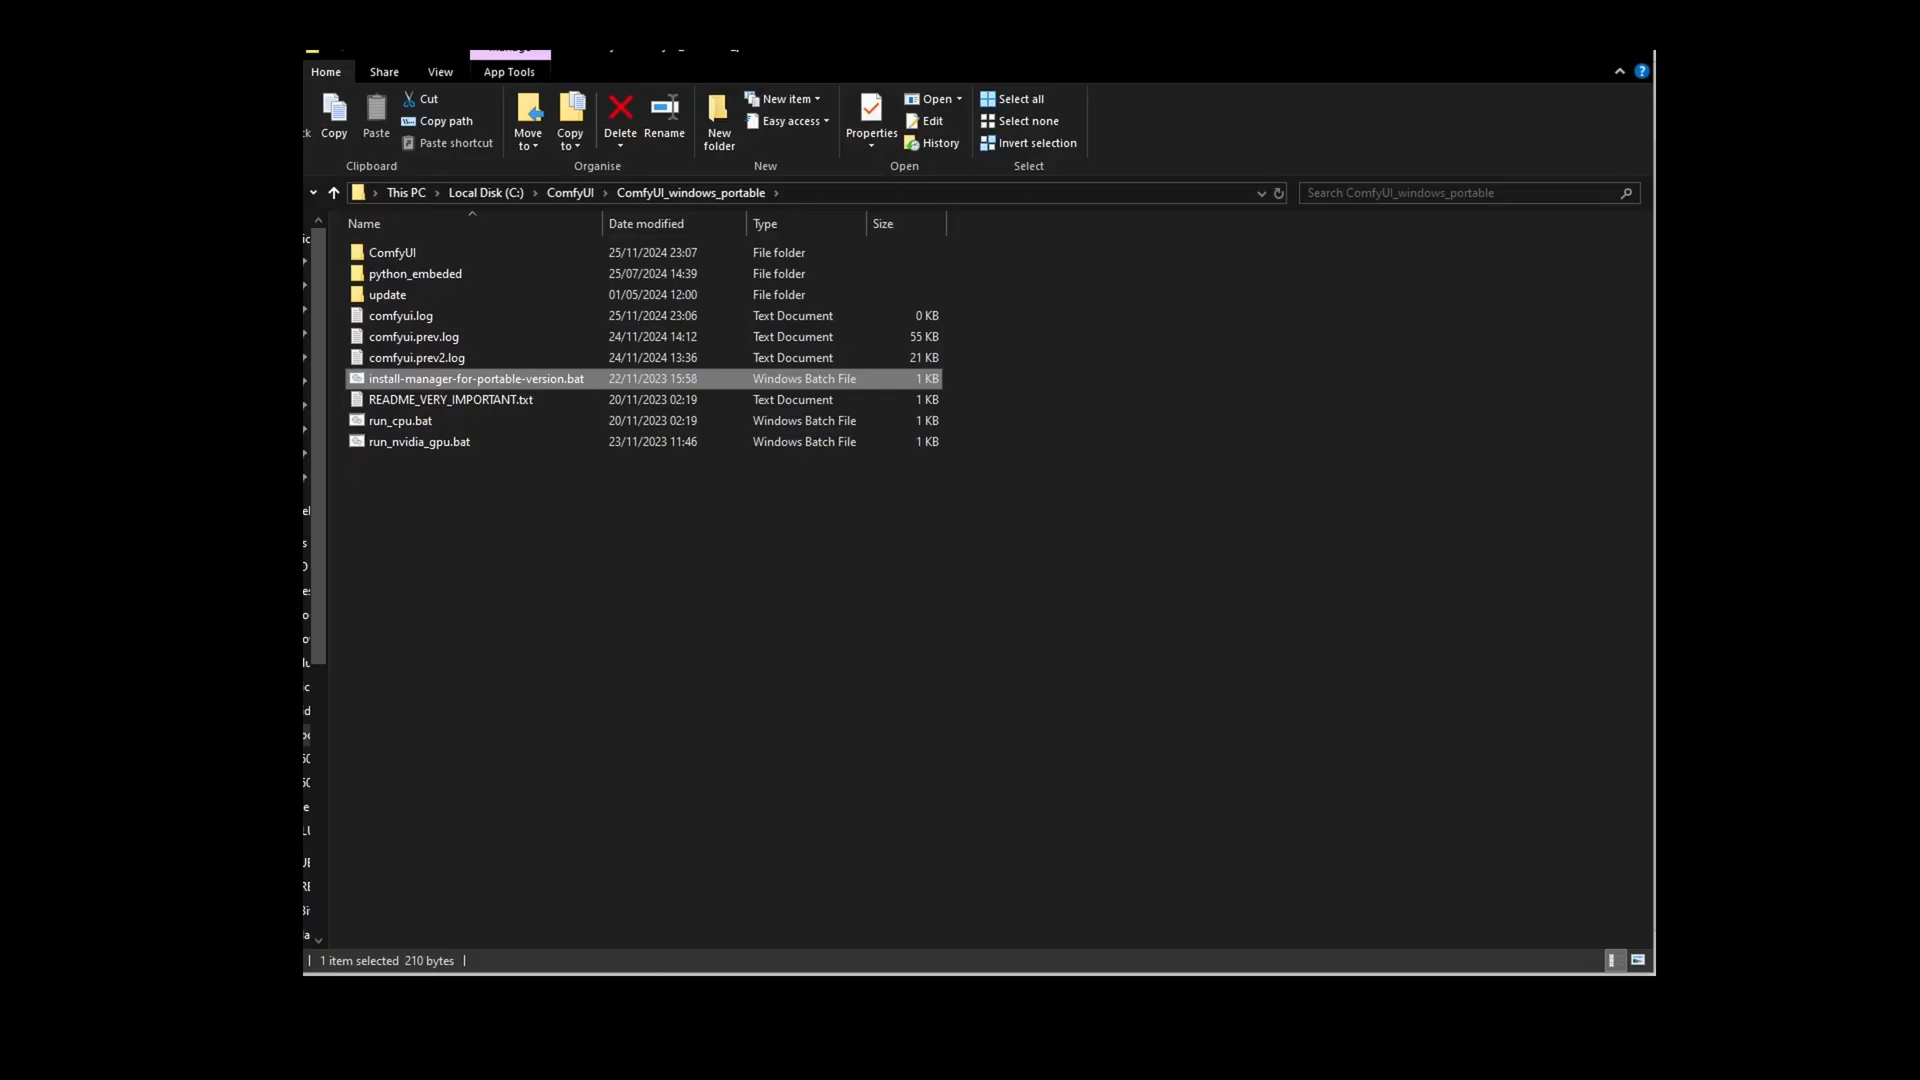 Home Share View App Tools
Copy Paste Cut Copy path Paste shortcut
Move to Copy to Delete Rename
New folder New item Easy access
Properties Open Edit History
Select all Select none Invert selection
Clipboard Organise New Open Select
This PC › Local Disk (C:) › ComfyUI › ComfyUI_windows_portable › Search ComfyUI_windows_portable
Name Date modified Type Size
ComfyUI 25/11/2024 23:07 File folder
python_embeded 25/07/2024 14:39 File folder
update 01/05/2024 12:00 File folder
comfyui.log 25/11/2024 23:06 Text Document 0 KB
comfyui.prev.log 24/11/2024 14:12 Text Document 55 KB
comfyui.prev2.log 24/11/2024 13:36 Text Document 21 KB
install-manager-for-portable-version.bat 22/11/2023 15:58 Windows Batch File 1 KB
README_VERY_IMPORTANT.txt 20/11/2023 02:19 Text Document 1 KB
run_cpu.bat 20/11/2023 02:19 Windows Batch File 1 KB
run_nvidia_gpu.bat 23/11/2023 11:46 Windows Batch File 1 KB
1 item selected 210 bytes